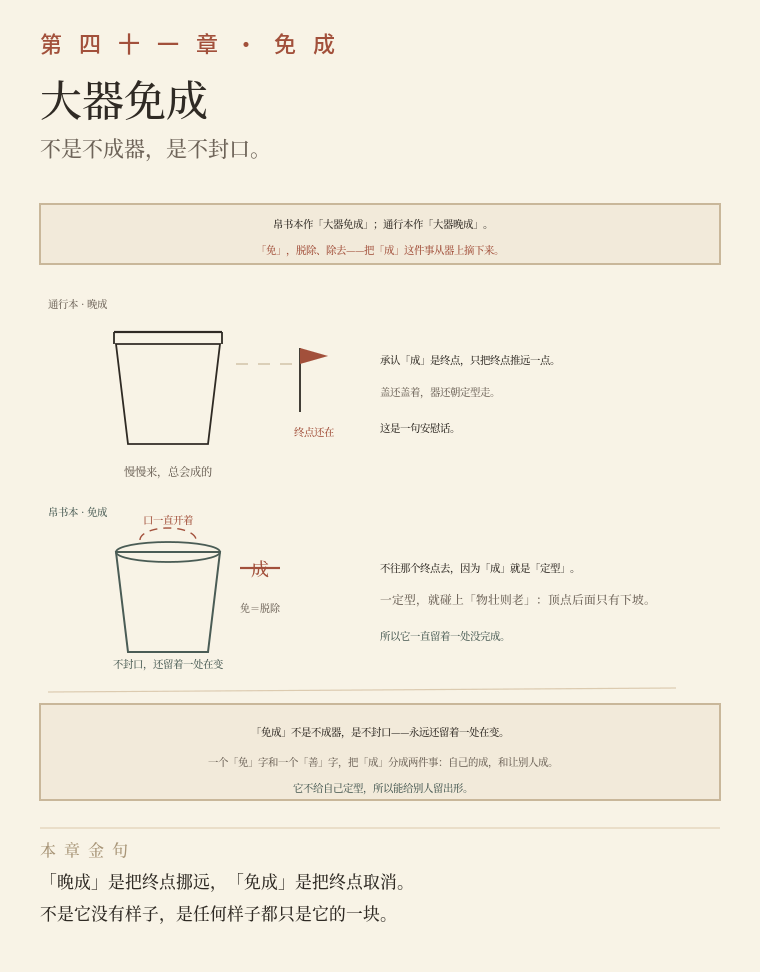 第四十一章·免成
大器免成
不是不成器，是不封口。
帛书本作「大器免成」；通行本作「大器晚成」。
「免」，脱除、除去——把「成」这件事从器上摘下来。
通行本 · 晚成
承认「成」是终点，只把终点推远一点。
盖还盖着，器还朝定型走。
这是一句安慰话。
终点还在
慢慢来，总会成的
帛书本 · 免成
口一直开着
成
免＝脱除
不往那个终点去，因为「成」就是「定型」。
一定型，就碰上「物壮则老」：顶点后面只有下坡。
所以它一直留着一处没完成。
不封口，还留着一处在变
「免成」不是不成器，是不封口——永远还留着一处在变。
一个「免」字和一个「善」字，把「成」分成两件事：自己的成，和让别人成。
它不给自己定型，所以能给别人留出形。
本章金句
「晚成」是把终点挪远，「免成」是把终点取消。
不是它没有样子，是任何样子都只是它的一块。